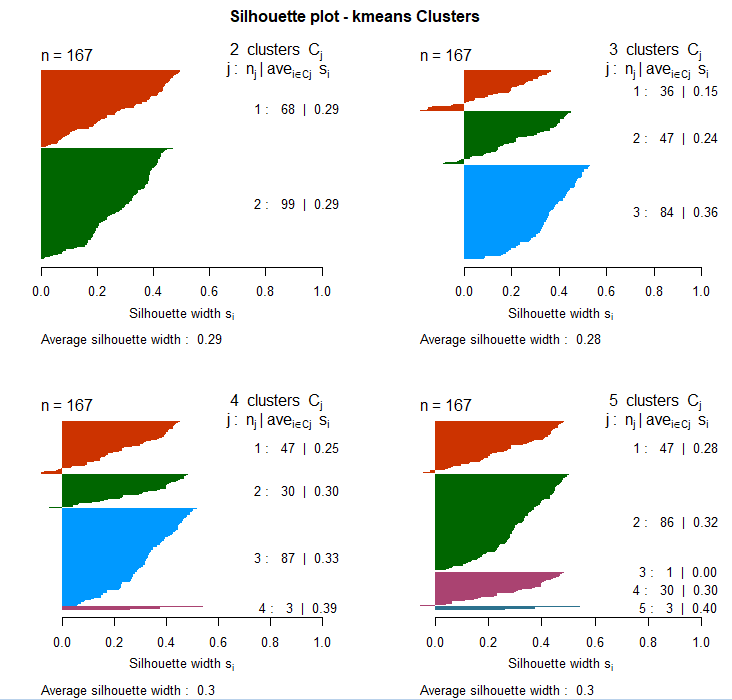 Silhouette plot - kmeans Clusters
n = 167
2 clusters Cj
j : nj | avei∈Cj si
1 : 68 | 0.29
2 : 99 | 0.29
0.0 0.2 0.4 0.6 0.8 1.0
Silhouette width si
Average silhouette width : 0.29
n = 167
3 clusters Cj
j : nj | avei∈Cj si
1 : 36 | 0.15
2 : 47 | 0.24
3 : 84 | 0.36
0.0 0.2 0.4 0.6 0.8 1.0
Silhouette width si
Average silhouette width : 0.28
n = 167
4 clusters Cj
j : nj | avei∈Cj si
1 : 47 | 0.25
2 : 30 | 0.30
3 : 87 | 0.33
4 : 3 | 0.39
0.0 0.2 0.4 0.6 0.8 1.0
Silhouette width si
Average silhouette width : 0.3
n = 167
5 clusters Cj
j : nj | avei∈Cj si
1 : 47 | 0.28
2 : 86 | 0.32
3 : 1 | 0.00
4 : 30 | 0.30
5 : 3 | 0.40
0.0 0.2 0.4 0.6 0.8 1.0
Silhouette width si
Average silhouette width : 0.3